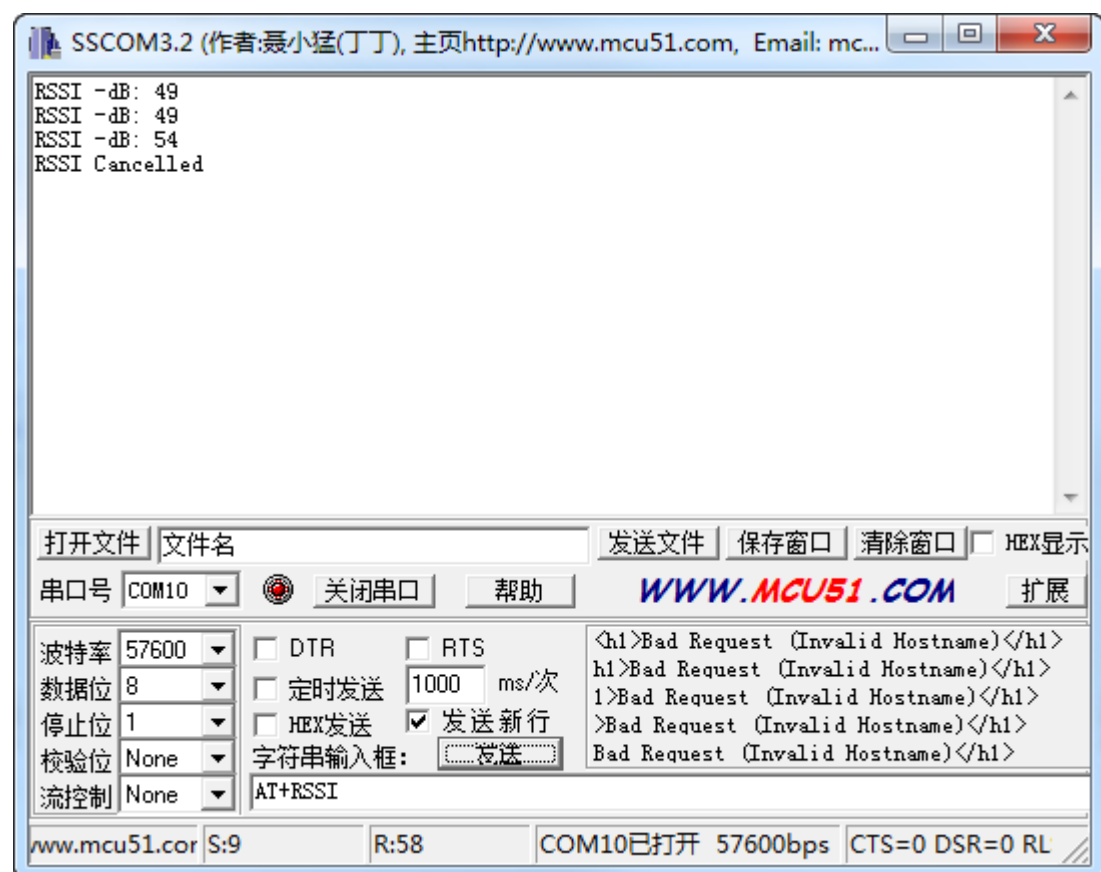 SSCOM3.2 (作者:聂小猛(丁丁), 主页http://www.mcu51.com,  Email: mc...
RSSI -dB: 49
RSSI -dB: 49
RSSI -dB: 54
RSSI Cancelled
打开文件 文件名 发送文件 保存窗口 清除窗口 HEX显示
串口号 COM10 关闭串口 帮助 WWW.MCU51.COM 扩展
波特率 57600 DTR RTS <h1>Bad Request (Invalid Hostname)</h1>
h1>Bad Request (Invalid Hostname)</h1>
数据位 8 定时发送 1000 ms/次 1>Bad Request (Invalid Hostname)</h1>
停止位 1 HEX发送 发送新行 >Bad Request (Invalid Hostname)</h1>
校验位 None 字符串输入框: 发送 Bad Request (Invalid Hostname)</h1>
流控制 None AT+RSSI
www.mcu51.cor S:9 R:58 COM10已打开 57600bps CTS=0 DSR=0 RL